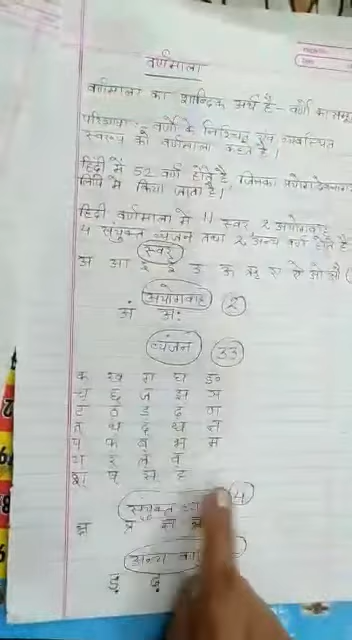 वर्णमाला
वर्णमाला का शाब्दिक अर्थ है - वर्णो का समू
परिभाषा - वर्णो के निश्चित एवं व्यवस्थित
स्वरूप को वर्णमाला कहते है।
हिंदी में 52 वर्ण होते है, जिनका प्रयोग देवनाग
लिपि में किया जाता है।
हिंदी वर्णमाला में 11 स्वर 2 अयोगवाह
4 संयुक्त व्यंजन तथा 2 अन्य वर्ण होते है
स्वर
अ आ इ ई उ ऊ ऋ ए ऐ ओ औ
अयोगवाह 2
अं अः
व्यंजन 33
क ख ग घ ङ
च छ ज झ ञ
ट ठ ड ढ ण
त थ द ध न
प फ ब भ म
य र ल व
श ष स ह
संयुक्त 4
क्ष त्र ज्ञ
अन्य
ड़ ढ़